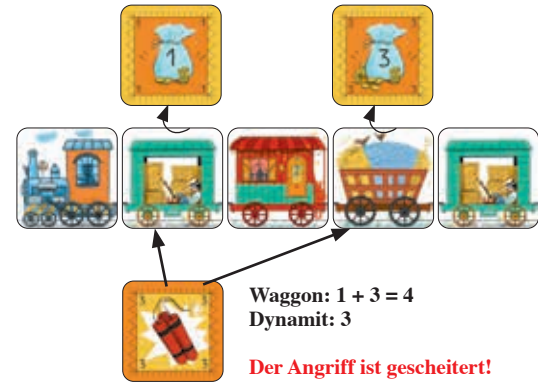 1
3
Waggon: 1 + 3 = 4
Dynamit: 3
Der Angriff ist gescheitert!